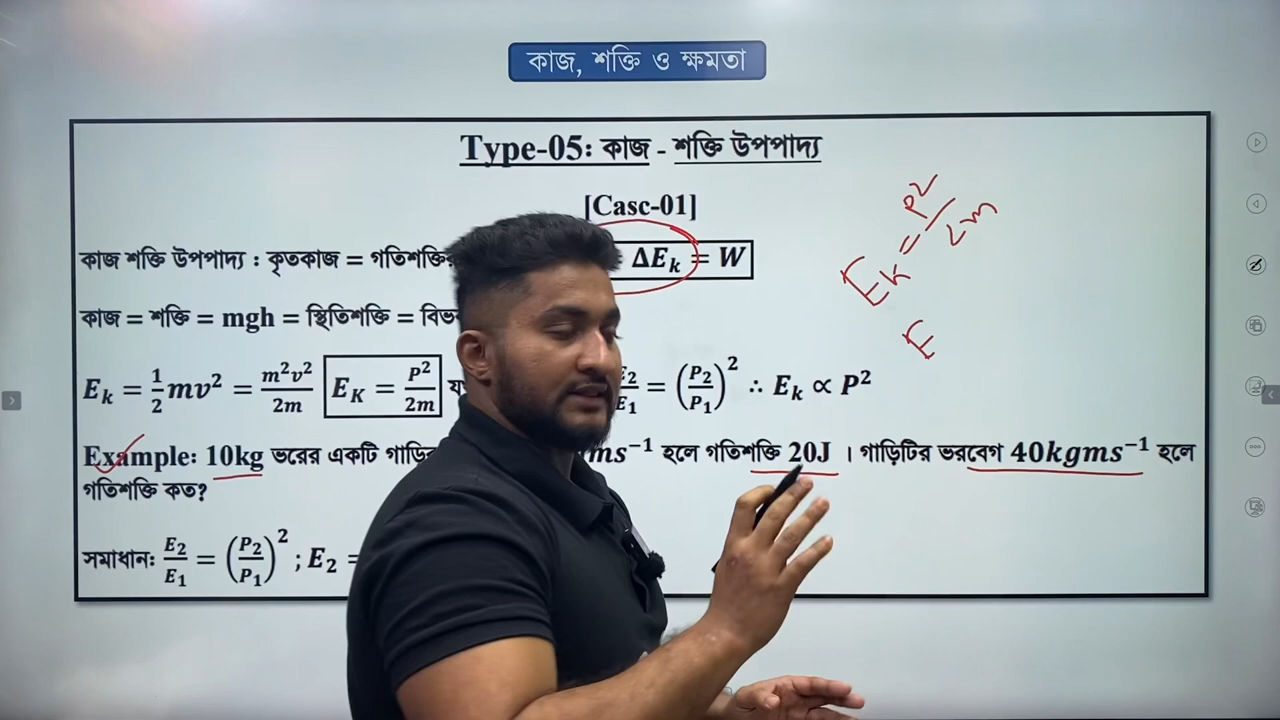 কাজ, শক্তি ও ক্ষমতা
Type-05: কাজ - শক্তি উপপাদ্য
[Casc-01]
কাজ শক্তি উপপাদ্য : কৃতকাজ = গতিশক্তির ΔEₖ = W
কাজ = শক্তি = mgh = স্থিতিশক্তি =
Eₖ = 1/2 mv² = m²v²/2m E_K = P²/2m = (P₂/P₁)² ∴ Eₖ ∝ P²
Example: 10kg ভরের একটি ms⁻¹ হলে গতিশক্তি 20J । গাড়িটির ভরবেগ 40kgms⁻¹ হলে
গতিশক্তি কত?
সমাধান: E₂/E₁ = (P₂/P₁)² ; E₂ =
Eₖ = P²/2m
E